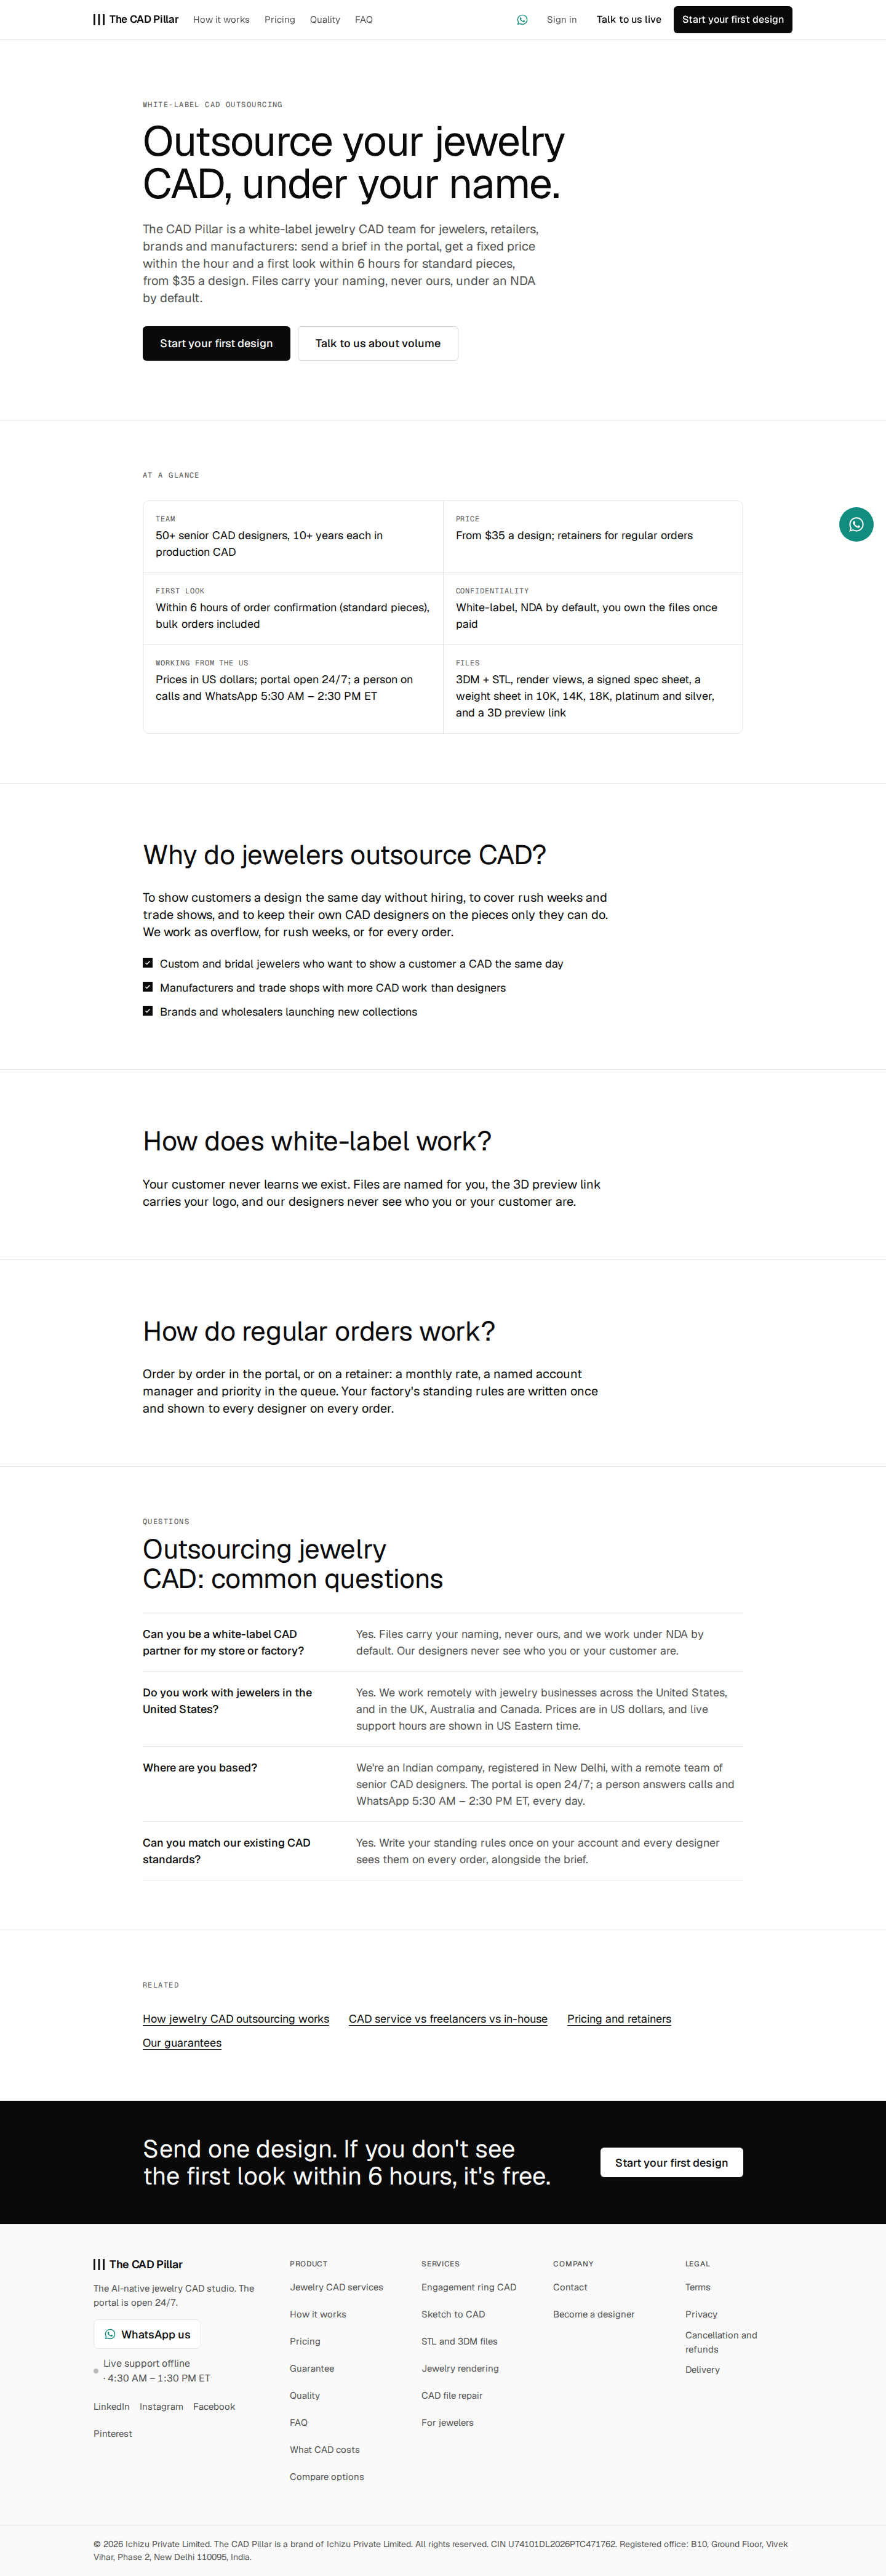 The CAD Pillar How it works Pricing Quality FAQ Sign in Talk to us live Start your first design
WHITE-LABEL CAD OUTSOURCING
Outsource your jewelry
CAD, under your name.
The CAD Pillar is a white-label jewelry CAD team for jewelers, retailers,
brands and manufacturers: send a brief in the portal, get a fixed price
within the hour and a first look within 6 hours for standard pieces,
from $35 a design. Files carry your naming, never ours, under an NDA
by default.
Start your first design Talk to us about volume
AT A GLANCE
TEAM
50+ senior CAD designers, 10+ years each in
production CAD
PRICE
From $35 a design; retainers for regular orders
FIRST LOOK
Within 6 hours of order confirmation (standard pieces),
bulk orders included
CONFIDENTIALITY
White-label, NDA by default, you own the files once
paid
WORKING FROM THE US
Prices in US dollars; portal open 24/7; a person on
calls and WhatsApp 5:30 AM – 2:30 PM ET
FILES
3DM + STL, render views, a signed spec sheet, a
weight sheet in 10K, 14K, 18K, platinum and silver,
and a 3D preview link
Why do jewelers outsource CAD?
To show customers a design the same day without hiring, to cover rush weeks and
trade shows, and to keep their own CAD designers on the pieces only they can do.
We work as overflow, for rush weeks, or for every order.
Custom and bridal jewelers who want to show a customer a CAD the same day
Manufacturers and trade shops with more CAD work than designers
Brands and wholesalers launching new collections
How does white-label work?
Your customer never learns we exist. Files are named for you, the 3D preview link
carries your logo, and our designers never see who you or your customer are.
How do regular orders work?
Order by order in the portal, or on a retainer: a monthly rate, a named account
manager and priority in the queue. Your factory's standing rules are written once
and shown to every designer on every order.
QUESTIONS
Outsourcing jewelry
CAD: common questions
Can you be a white-label CAD
partner for my store or factory?
Yes. Files carry your naming, never ours, and we work under NDA by
default. Our designers never see who you or your customer are.
Do you work with jewelers in the
United States?
Yes. We work remotely with jewelry businesses across the United States,
and in the UK, Australia and Canada. Prices are in US dollars, and live
support hours are shown in US Eastern time.
Where are you based?
We're an Indian company, registered in New Delhi, with a remote team of
senior CAD designers. The portal is open 24/7; a person answers calls and
WhatsApp 5:30 AM – 2:30 PM ET, every day.
Can you match our existing CAD
standards?
Yes. Write your standing rules once on your account and every designer
sees them on every order, alongside the brief.
RELATED
How jewelry CAD outsourcing works CAD service vs freelancers vs in-house Pricing and retainers
Our guarantees
Send one design. If you don't see
the first look within 6 hours, it's free.
Start your first design
The CAD Pillar
The AI-native jewelry CAD studio. The
portal is open 24/7.
WhatsApp us
Live support offline
· 4:30 AM – 1:30 PM ET
LinkedIn Instagram Facebook
Pinterest
PRODUCT
Jewelry CAD services
How it works
Pricing
Guarantee
Quality
FAQ
What CAD costs
Compare options
SERVICES
Engagement ring CAD
Sketch to CAD
STL and 3DM files
Jewelry rendering
CAD file repair
For jewelers
COMPANY
Contact
Become a designer
LEGAL
Terms
Privacy
Cancellation and
refunds
Delivery
© 2026 Ichizu Private Limited. The CAD Pillar is a brand of Ichizu Private Limited. All rights reserved. CIN U74101DL2026PTC471762. Registered office: B10, Ground Floor, Vivek
Vihar, Phase 2, New Delhi 110095, India.